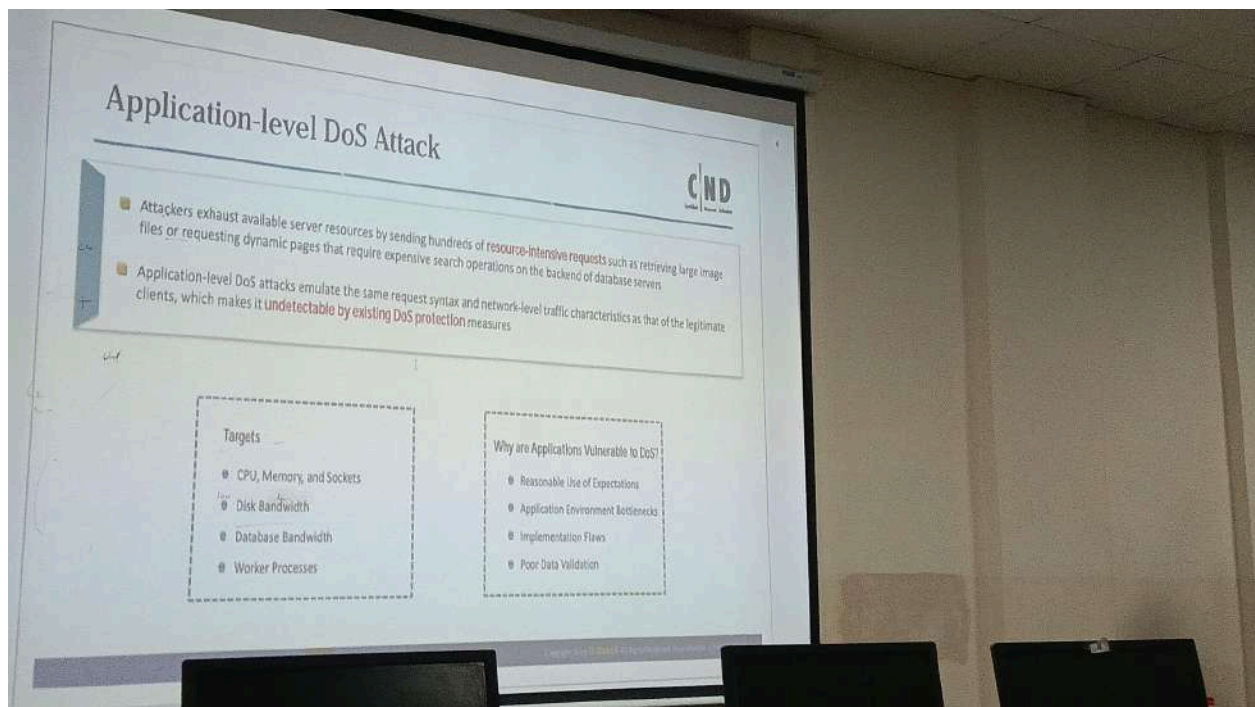 Application-level DoS Attack
C|ND
Attackers exhaust available server resources by sending hundreds of resource-intensive requests such as retrieving large image
files or requesting dynamic pages that require expensive search operations on the backend of database servers
Application-level DoS attacks emulate the same request syntax and network-level traffic characteristics as that of the legitimate
clients, which makes it undetectable by existing DoS protection measures
Targets
CPU, Memory, and Sockets
Disk Bandwidth
Database Bandwidth
Worker Processes
Why are Applications Vulnerable to DoS?
Reasonable Use of Expectations
Application Environment Bottlenecks
Implementation Flaws
Poor Data Validation